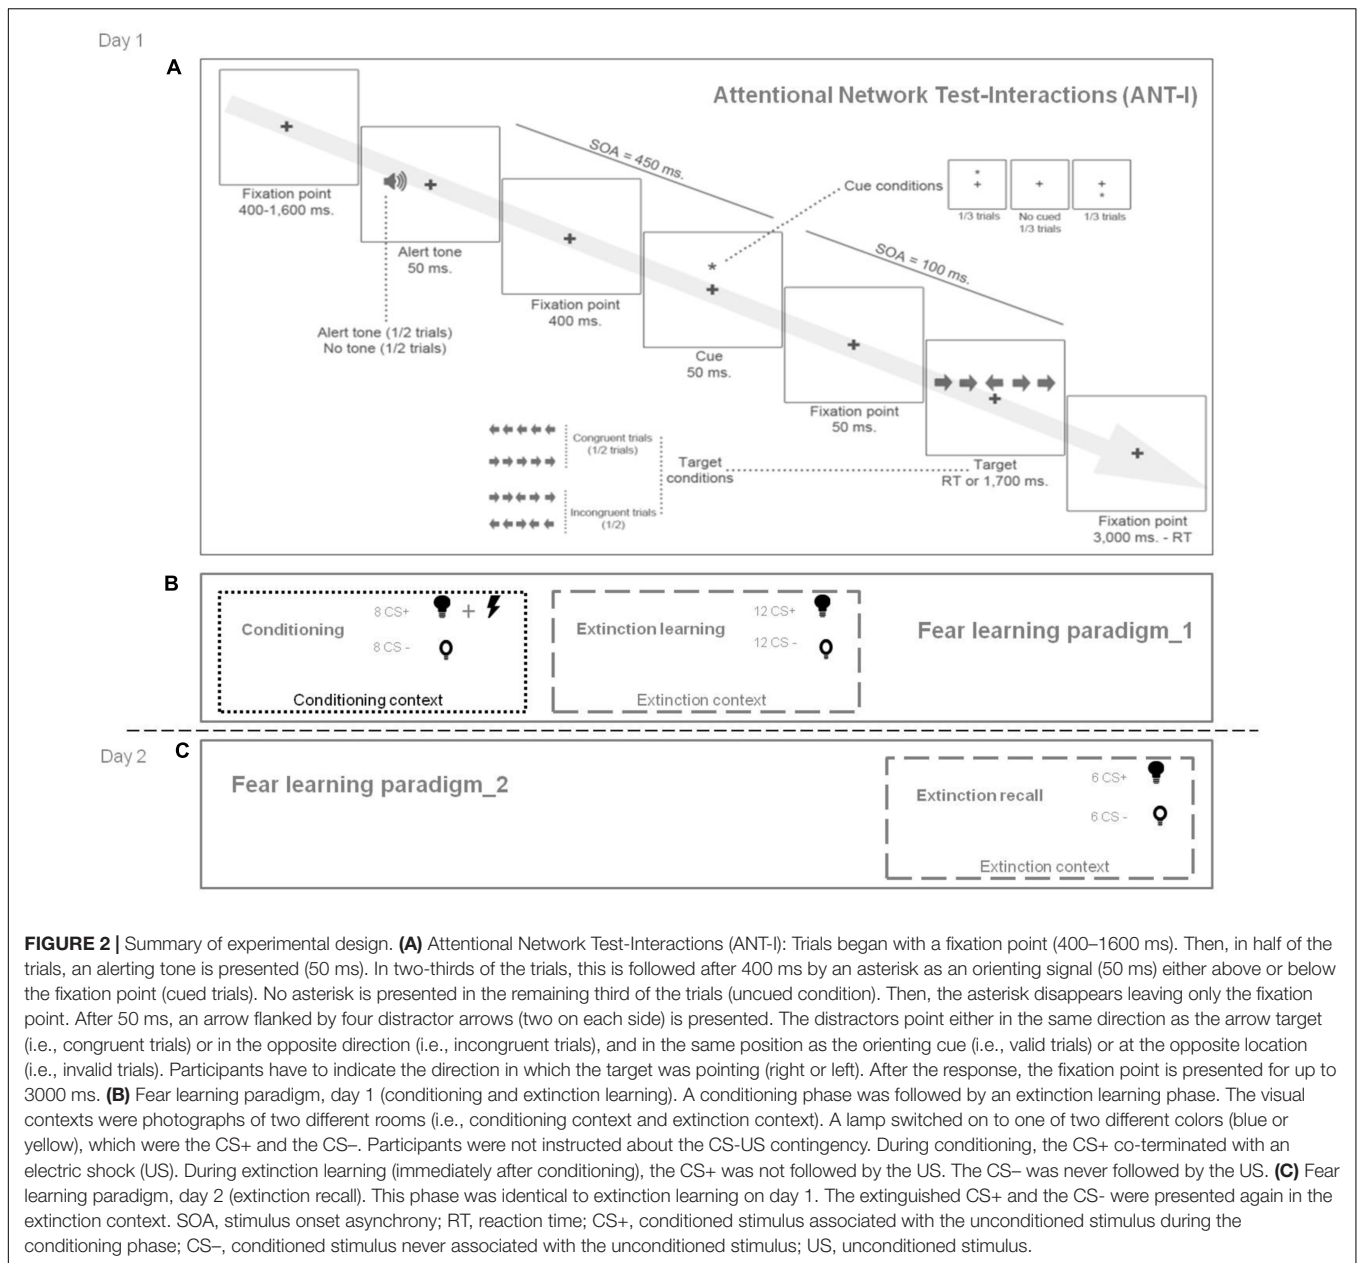 Day 1
A
Attentional Network Test-Interactions (ANT-I)
Fixation point
400-1,600 ms.
Alert tone
50 ms.
Alert tone (1/2 trials)
No tone (1/2 trials)
SOA = 450 ms.
Fixation point
400 ms.
Cue conditions
*
+
1/3 trials
+
No cued
1/3 trials
+
*
1/3 trials
*
Cue
50 ms.
SOA = 100 ms.
Fixation point
50 ms.
Congruent trials
(1/2 trials)
Incongruent trials
(1/2)
Target
conditions
Target
RT or 1,700 ms.
Fixation point
3,000 ms. - RT
B
Conditioning
8 CS+
+
8 CS -
Conditioning context
Extinction learning
12 CS+
12 CS -
Extinction context
Fear learning paradigm_1
Day 2
C
Fear learning paradigm_2
Extinction recall
6 CS+
6 CS -
Extinction context
FIGURE 2 | Summary of experimental design. (A) Attentional Network Test-Interactions (ANT-I): Trials began with a fixation point (400–1600 ms). Then, in half of the
trials, an alerting tone is presented (50 ms). In two-thirds of the trials, this is followed after 400 ms by an asterisk as an orienting signal (50 ms) either above or below
the fixation point (cued trials). No asterisk is presented in the remaining third of the trials (uncued condition). Then, the asterisk disappears leaving only the fixation
point. After 50 ms, an arrow flanked by four distractor arrows (two on each side) is presented. The distractors point either in the same direction as the arrow target
(i.e., congruent trials) or in the opposite direction (i.e., incongruent trials), and in the same position as the orienting cue (i.e., valid trials) or at the opposite location
(i.e., invalid trials). Participants have to indicate the direction in which the target was pointing (right or left). After the response, the fixation point is presented for up to
3000 ms. (B) Fear learning paradigm, day 1 (conditioning and extinction learning). A conditioning phase was followed by an extinction learning phase. The visual
contexts were photographs of two different rooms (i.e., conditioning context and extinction context). A lamp switched on to one of two different colors (blue or
yellow), which were the CS+ and the CS–. Participants were not instructed about the CS-US contingency. During conditioning, the CS+ co-terminated with an
electric shock (US). During extinction learning (immediately after conditioning), the CS+ was not followed by the US. The CS– was never followed by the US. (C) Fear
learning paradigm, day 2 (extinction recall). This phase was identical to extinction learning on day 1. The extinguished CS+ and the CS- were presented again in the
extinction context. SOA, stimulus onset asynchrony; RT, reaction time; CS+, conditioned stimulus associated with the unconditioned stimulus during the
conditioning phase; CS–, conditioned stimulus never associated with the unconditioned stimulus; US, unconditioned stimulus.